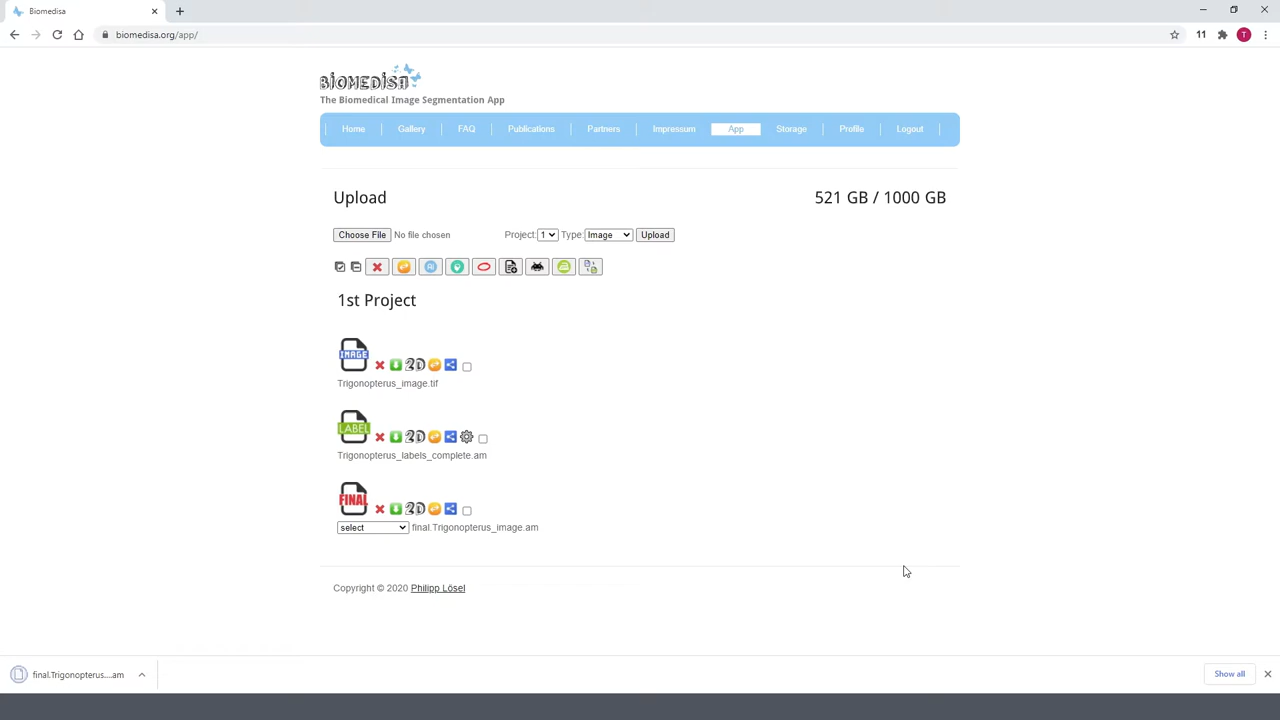 Biomedisa
biomedisa.org/app/
11
T
BiOMEDiSA
The Biomedical Image Segmentation App
Home Gallery FAQ Publications Partners Impressum App Storage Profile Logout
Upload 521 GB / 1000 GB
Choose File No file chosen Project: 1 Type: Image Upload
AI
1st Project
IMAGE
2D
Trigonopterus_image.tif
LABEL
2D
Trigonopterus_labels_complete.am
FINAL
2D
select final.Trigonopterus_image.am
Copyright © 2020 Philipp Lösel
final.Trigonopterus....am Show all